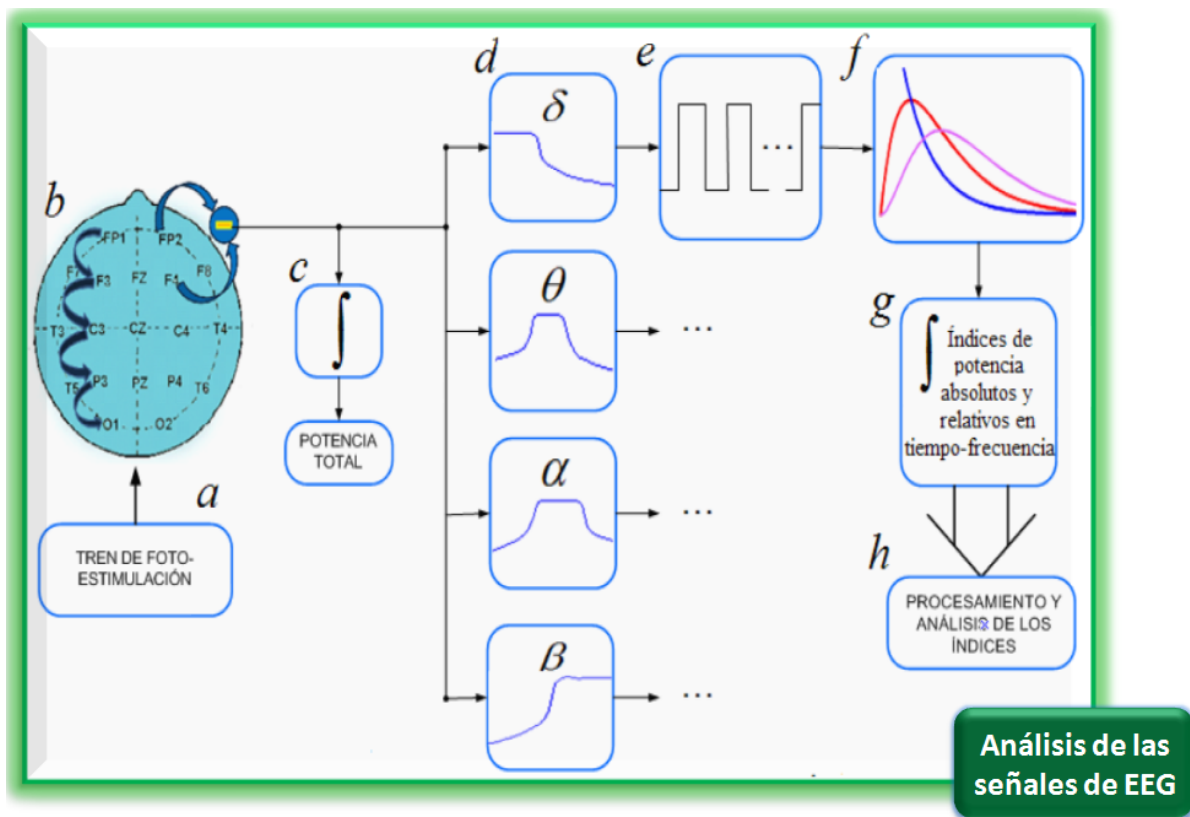 d
e
f
δ
b
FP1
FP2
F7
F3
FZ
F4
F8
c
∫
θ
g
T3
C3
CZ
C4
T4
∫ Índices de
potencia
absolutos y
relativos en
tiempo-frecuencia
T5
P3
PZ
P4
T6
O1
O2
POTENCIA
TOTAL
a
α
TREN DE FOTO-
ESTIMULACIÓN
h
PROCESAMIENTO Y
ANÁLISIS DE LOS
ÍNDICES
β
Análisis de las
señales de EEG